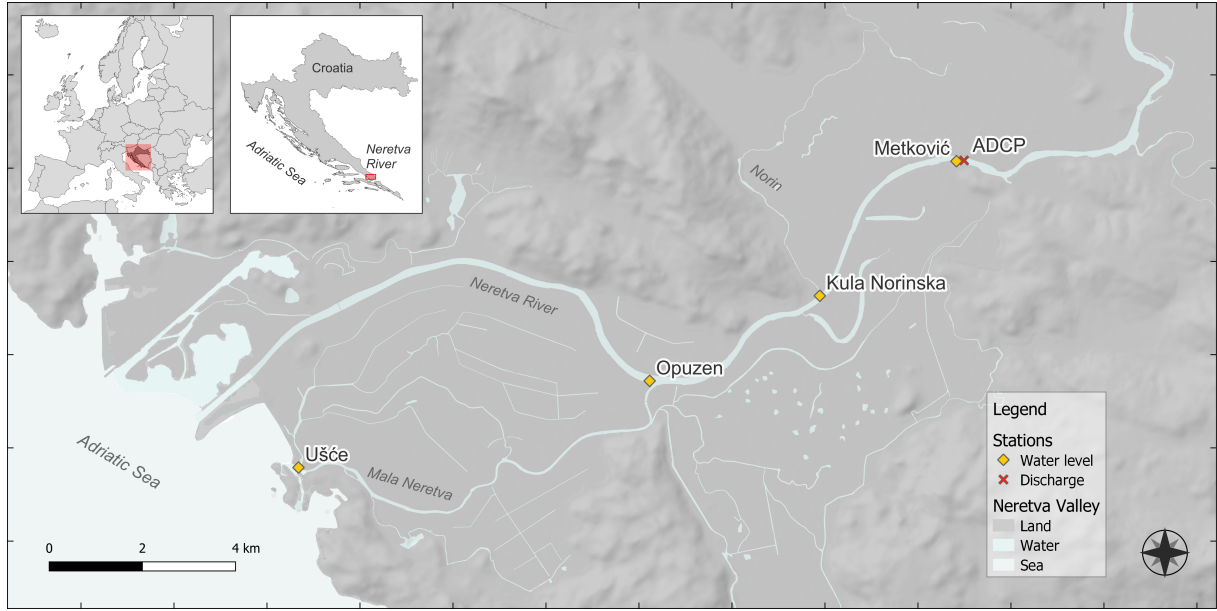 Croatia
Adriatic Sea
Neretva
River
Metković
ADCP
Norin
Kula Norinska
Neretva River
Opuzen
Ušće
Mala Neretva
Adriatic Sea
0 2 4 km
Legend
Stations
Water level
Discharge
Neretva Valley
Land
Water
Sea